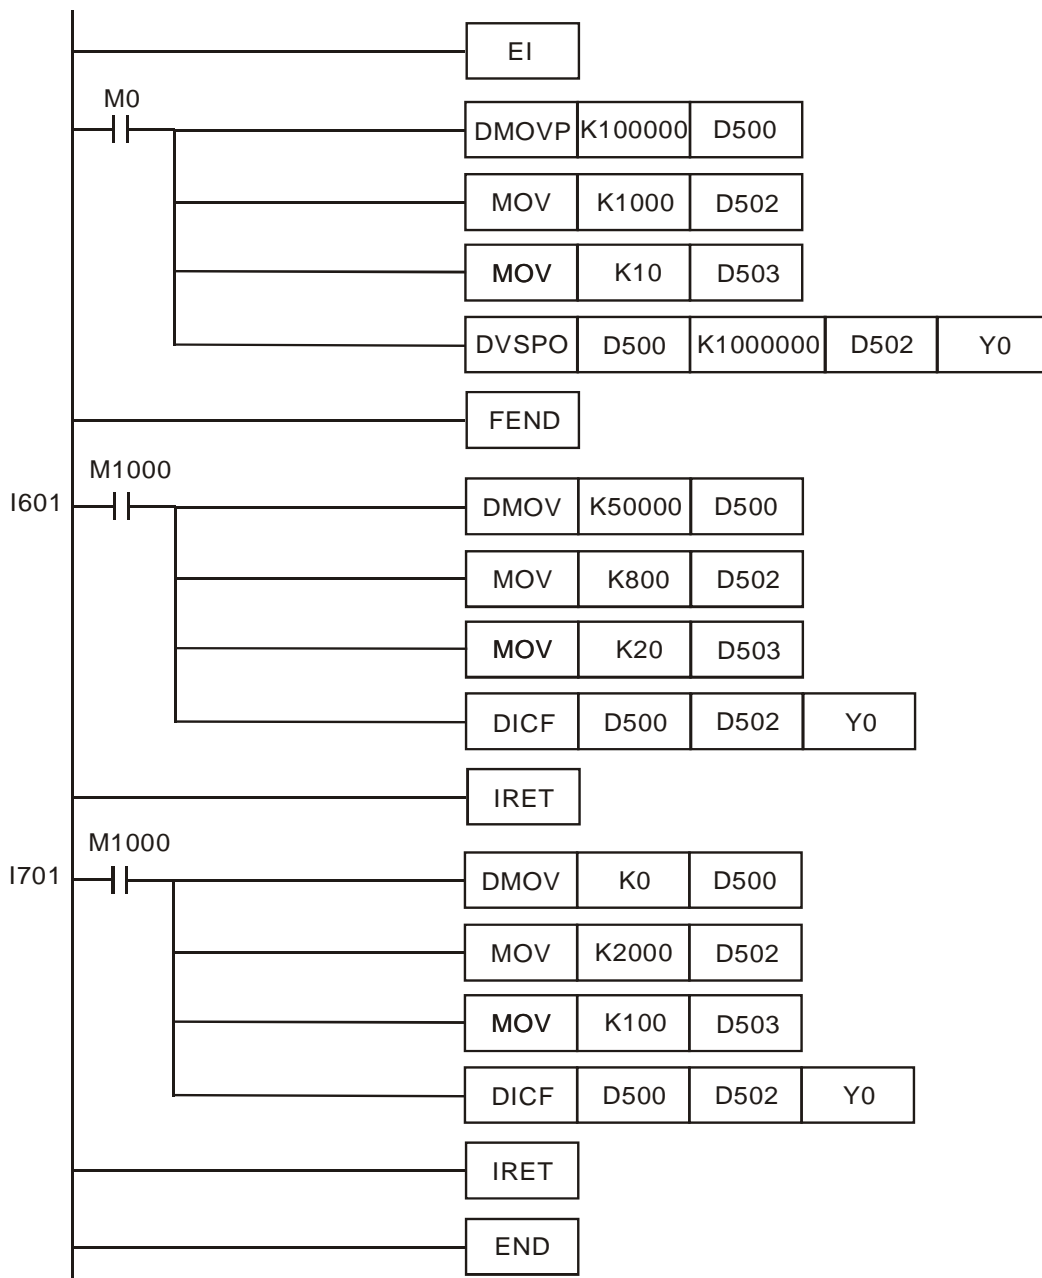 EI
M0
DMOVP K100000 D500
MOV K1000 D502
MOV K10 D503
DVSPO D500 K1000000 D502 Y0
FEND
M1000
I601
DMOV K50000 D500
MOV K800 D502
MOV K20 D503
DICF D500 D502 Y0
IRET
M1000
I701
DMOV K0 D500
MOV K2000 D502
MOV K100 D503
DICF D500 D502 Y0
IRET
END